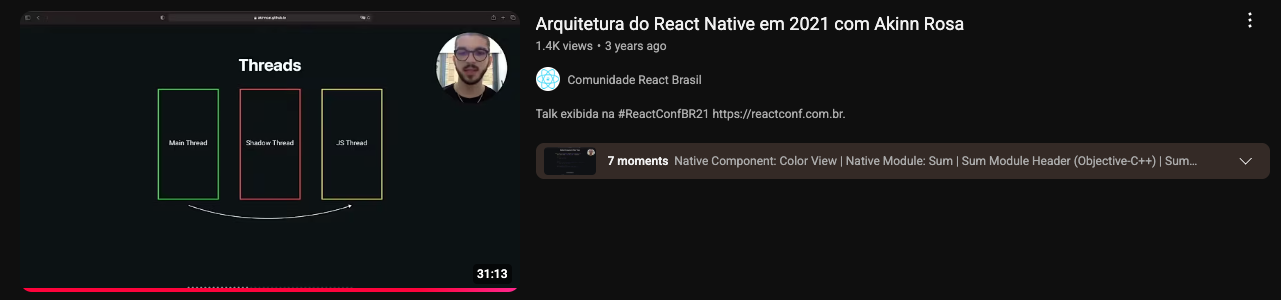 Threads
Main Thread
Shadow Thread
JS Thread
31:13
Arquitetura do React Native em 2021 com Akinn Rosa
1.4K views • 3 years ago
Comunidade React Brasil
Talk exibida na #ReactConfBR21 https://reactconf.com.br.
7 moments Native Component: Color View | Native Module: Sum | Sum Module Header (Objective-C++) | Sum...